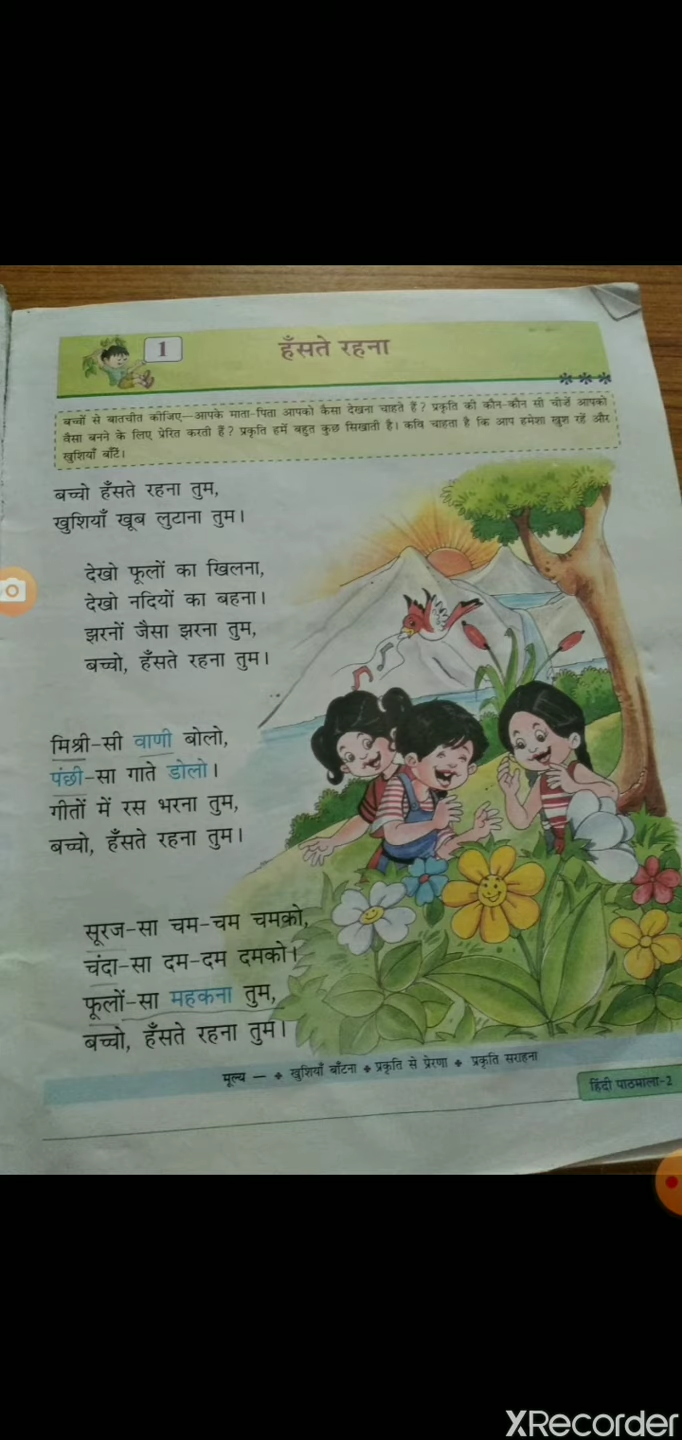 1
हँसते रहना
बच्चों से बातचीत कीजिए—आपके माता-पिता आपको कैसा देखना चाहते हैं? प्रकृति की कौन-कौन सी चीज़ें आपको
वैसा बनने के लिए प्रेरित करती हैं? प्रकृति हमें बहुत कुछ सिखाती है। कवि चाहता है कि आप हमेशा खुश रहें और
खुशियाँ बाँटें।
बच्चो हँसते रहना तुम,
खुशियाँ खूब लुटाना तुम।
देखो फूलों का खिलना,
देखो नदियों का बहना।
झरनों जैसा झरना तुम,
बच्चो, हँसते रहना तुम।
मिश्री-सी वाणी बोलो,
पंछी-सा गाते डोलो।
गीतों में रस भरना तुम,
बच्चो, हँसते रहना तुम।
सूरज-सा चम-चम चमको,
चंदा-सा दम-दम दमको।
फूलों-सा महकना तुम,
बच्चो, हँसते रहना तुम।
मूल्य — खुशियाँ बाँटना प्रकृति से प्रेरणा प्रकृति सराहना
हिंदी पाठमाला-2
XRecorder